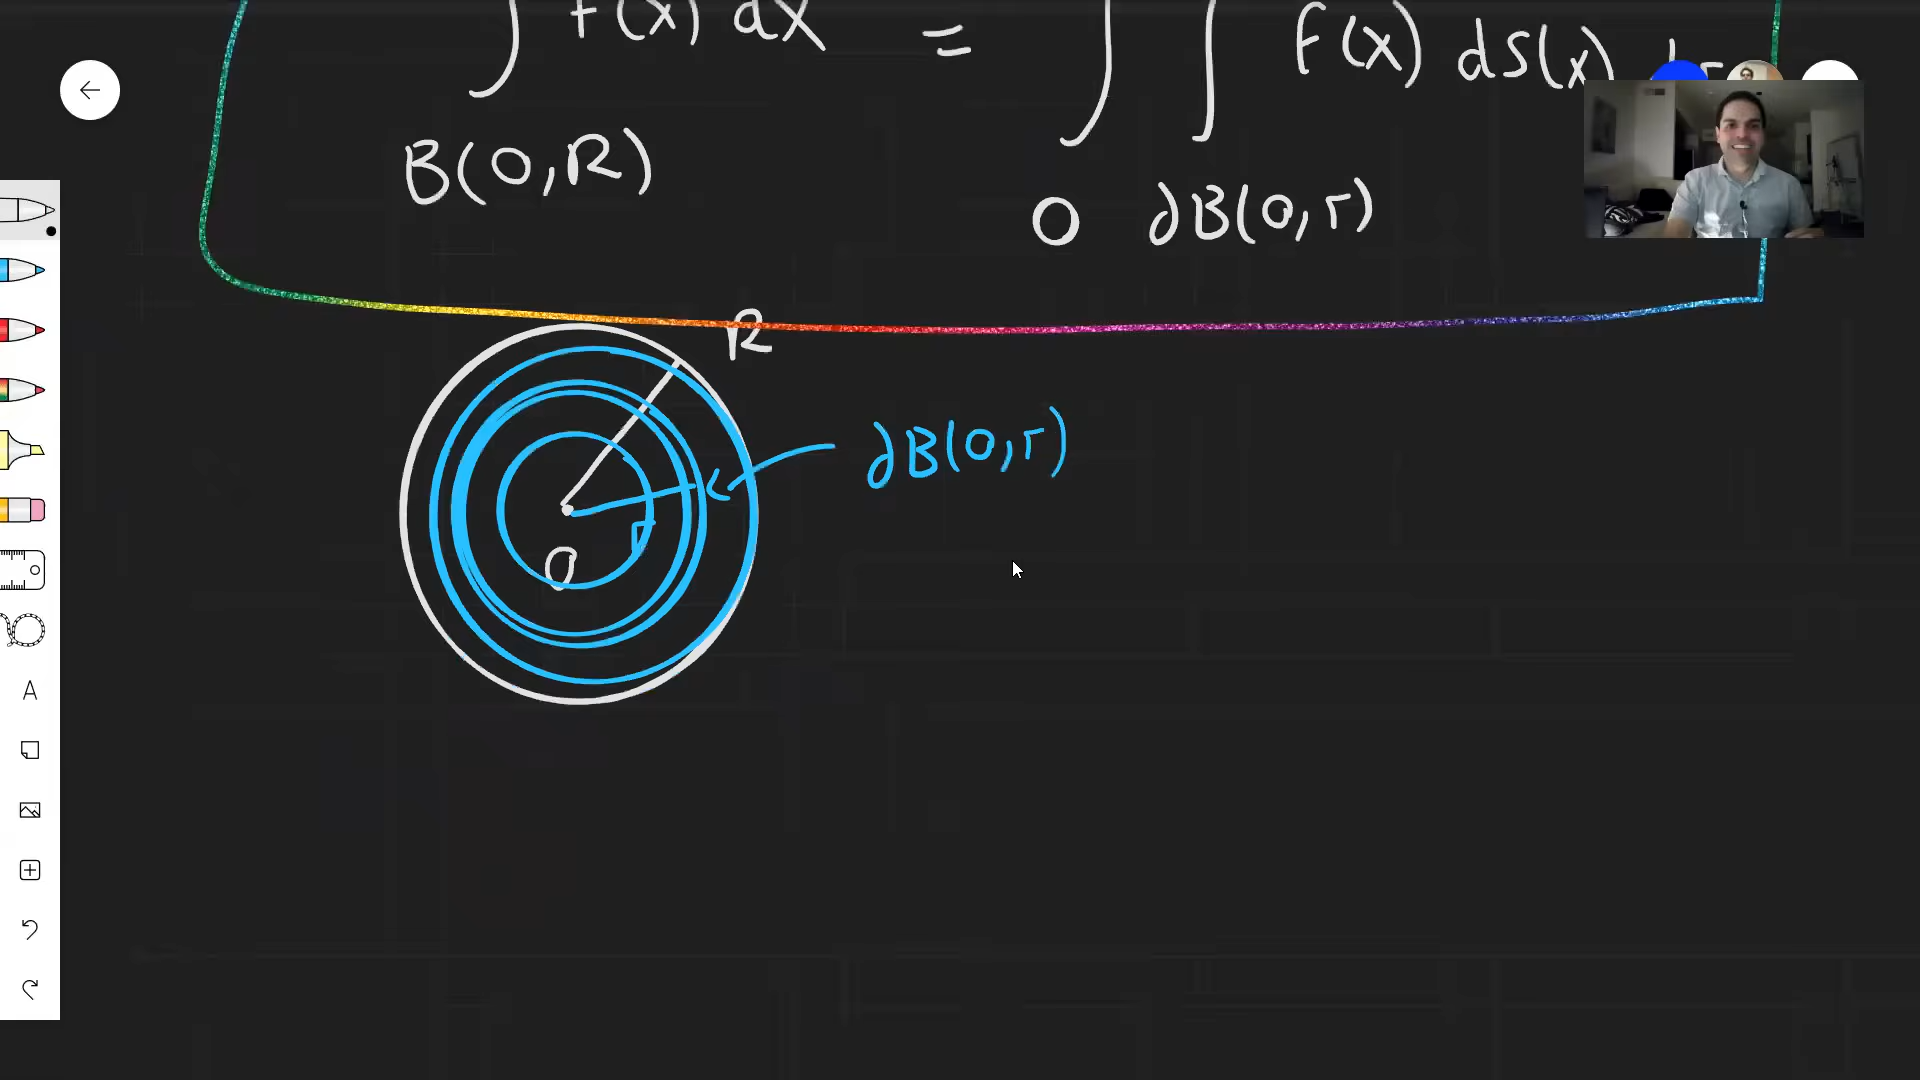 ∫ f(x) dx = ∫ ∫ f(x) dS(x)
B(0,R)
0 ∂B(0,r)
R
∂B(0,r)
r
0
A